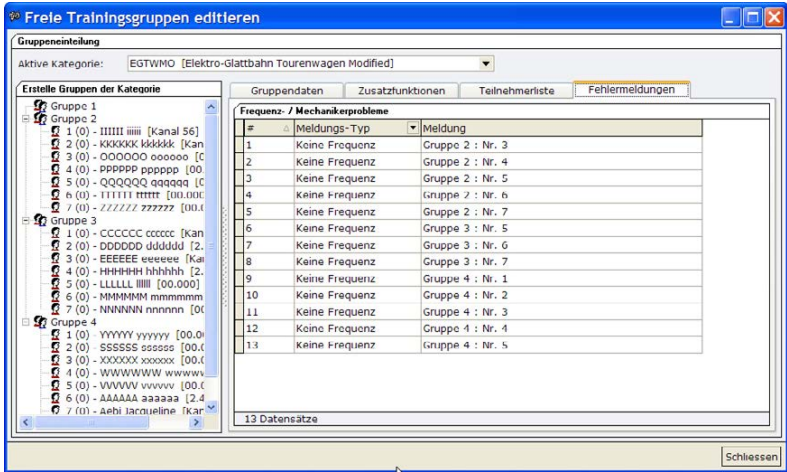 Freie Trainingsgruppen editieren
Gruppeneinteilung
Aktive Kategorie: EGTWMO [Elektro-Glattbahn Tourenwagen Modified]
Erstelle Gruppen der Kategorie
Gruppe 1
Gruppe 2
1 (0) - IIIIII iiiiii [Kanal 56]
2 (0) - KKKKKK kkkkkk [Kan
3 (0) - OOOOOO oooooo [C
4 (0) - PPPPPP pppppp [00.
5 (0) - QQQQQQ qqqqqq [C
6 (0) - TTTTTT tttttt [00.00C
7 (0) - ZZZZZZ zzzzzz [00.(
Gruppe 3
1 (0) - CCCCCC cccccc [Kan
2 (0) - DDDDDD dddddd [2.
3 (0) - EEEEEE eeeeee [Kai
4 (0) - HHHHHH hhhhhh [2.
5 (0) - LLLLLL llllll [00.000]
6 (0) - MMMMMM mmmmmm
7 (0) - NNNNNN nnnnnn [0(
Gruppe 4
1 (0) - YYYYYY yyyyyy [00.0(
2 (0) - SSSSSS ssssss [00.0
3 (0) - XXXXXX xxxxxx [00.(
4 (0) - WWWWWW wwwwv
5 (0) - VVVVVV vvvvvv [00.0
6 (0) - AAAAAA aaaaaa [2.4
7 (0) - Aebi Jacqueline [Kar
Gruppendaten Zusatzfunktionen Teilnehmerliste Fehlermeldungen
Frequenz- / Mechanikerprobleme
# Meldungs-Typ Meldung
1 Keine Frequenz Gruppe 2 : Nr. 3
2 Keine Frequenz Gruppe 2 : Nr. 4
3 Keine Frequenz Gruppe 2 : Nr. 5
4 Keine Frequenz Gruppe 2 : Nr. 6
5 Keine Frequenz Gruppe 2 : Nr. 7
6 Keine Frequenz Gruppe 3 : Nr. 5
7 Keine Frequenz Gruppe 3 : Nr. 6
8 Keine Frequenz Gruppe 3 : Nr. 7
9 Keine Frequenz Gruppe 4 : Nr. 1
10 Keine Frequenz Gruppe 4 : Nr. 2
11 Keine Frequenz Gruppe 4 : Nr. 3
12 Keine Frequenz Gruppe 4 : Nr. 4
13 Keine Frequenz Gruppe 4 : Nr. 5
13 Datensätze
Schliessen